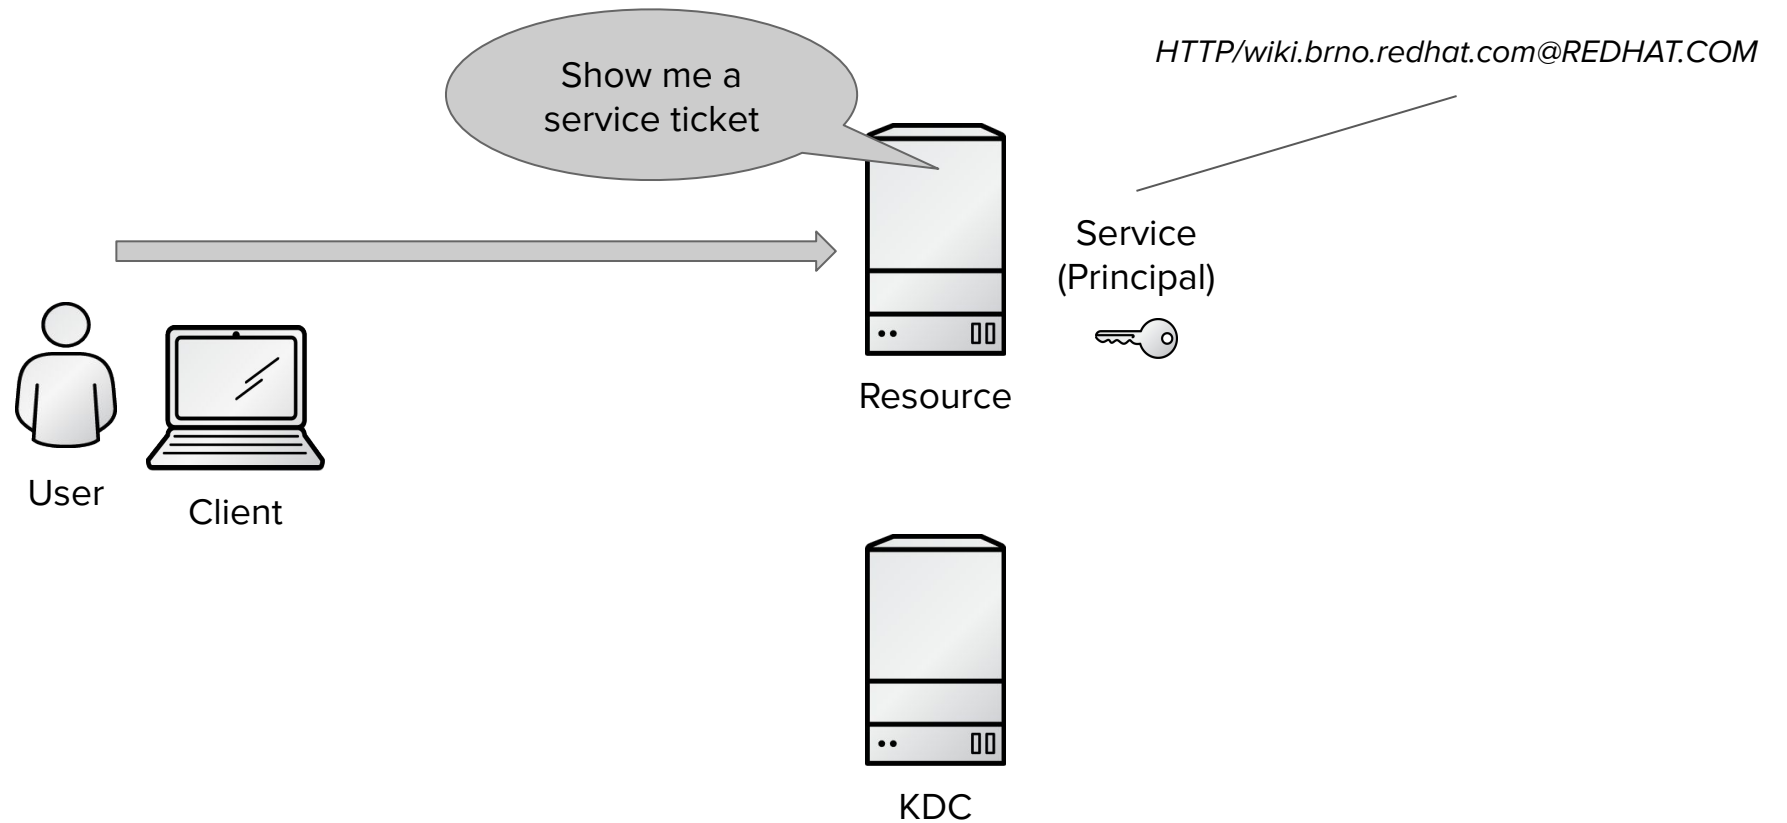 Show me a
service ticket
HTTP/wiki.brno.redhat.com@REDHAT.COM
Service
(Principal)
Resource
User
Client
KDC